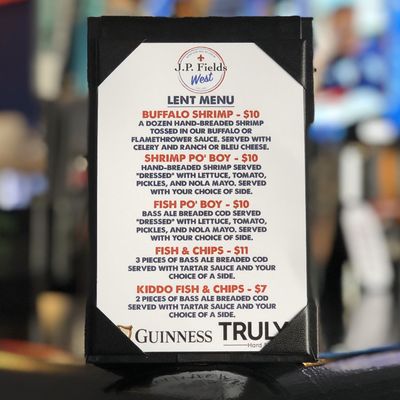 J.P. Fields
West
LENT MENU
BUFFALO SHRIMP - $10
A DOZEN HAND-BREADED SHRIMP
TOSSED IN OUR BUFFALO OR
FLAMETHROWER SAUCE. SERVED WITH
CELERY AND RANCH OR BLEU CHEESE.
SHRIMP PO' BOY - $10
HAND-BREADED SHRIMP SERVED
"DRESSED" WITH LETTUCE, TOMATO,
PICKLES, AND NOLA MAYO. SERVED
WITH YOUR CHOICE OF SIDE.
FISH PO' BOY - $10
BASS ALE BREADED COD SERVED
"DRESSED" WITH LETTUCE, TOMATO,
PICKLES, AND NOLA MAYO. SERVED
WITH YOUR CHOICE OF SIDE.
FISH & CHIPS - $11
3 PIECES OF BASS ALE BREADED COD
SERVED WITH TARTAR SAUCE AND YOUR
CHOICE OF A SIDE.
KIDDO FISH & CHIPS - $7
2 PIECES OF BASS ALE BREADED COD
SERVED WITH TARTAR SAUCE AND YOUR
CHOICE OF A SIDE.
GUINNESS TRULY
Hard